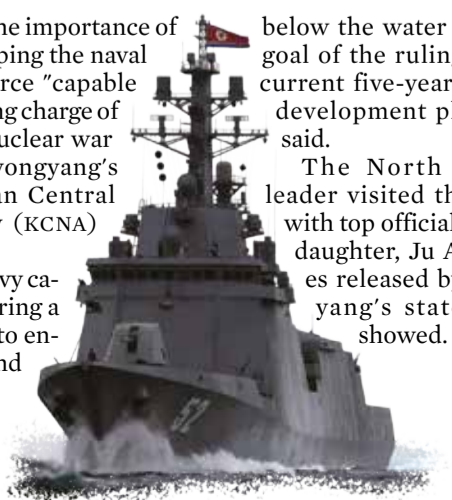 he importance of
ping the naval
rce "capable
ng charge of
uclear war
yongyang's
an Central
y (KCNA)
vy ca-
ring a
to en-
nd
below the water
goal of the ruling
current five-year
development pl
said.
The North
leader visited th
with top official
daughter, Ju A
es released by
yang's stat
showed.